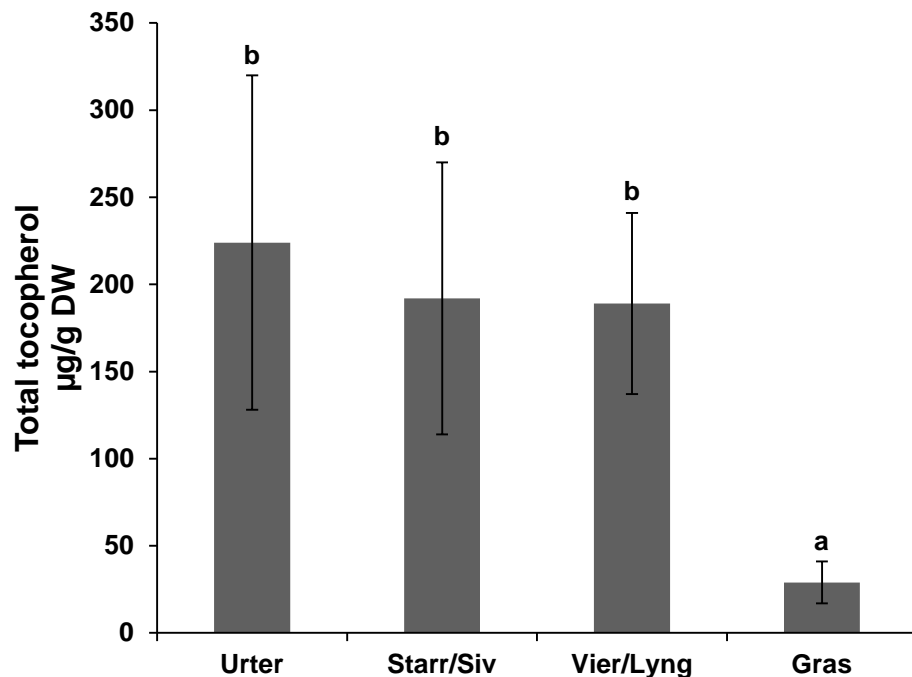 Total tocopherol
µg/g DW
350
300
250
200
150
100
50
0
b
b
b
a
Urter
Starr/Siv
Vier/Lyng
Gras